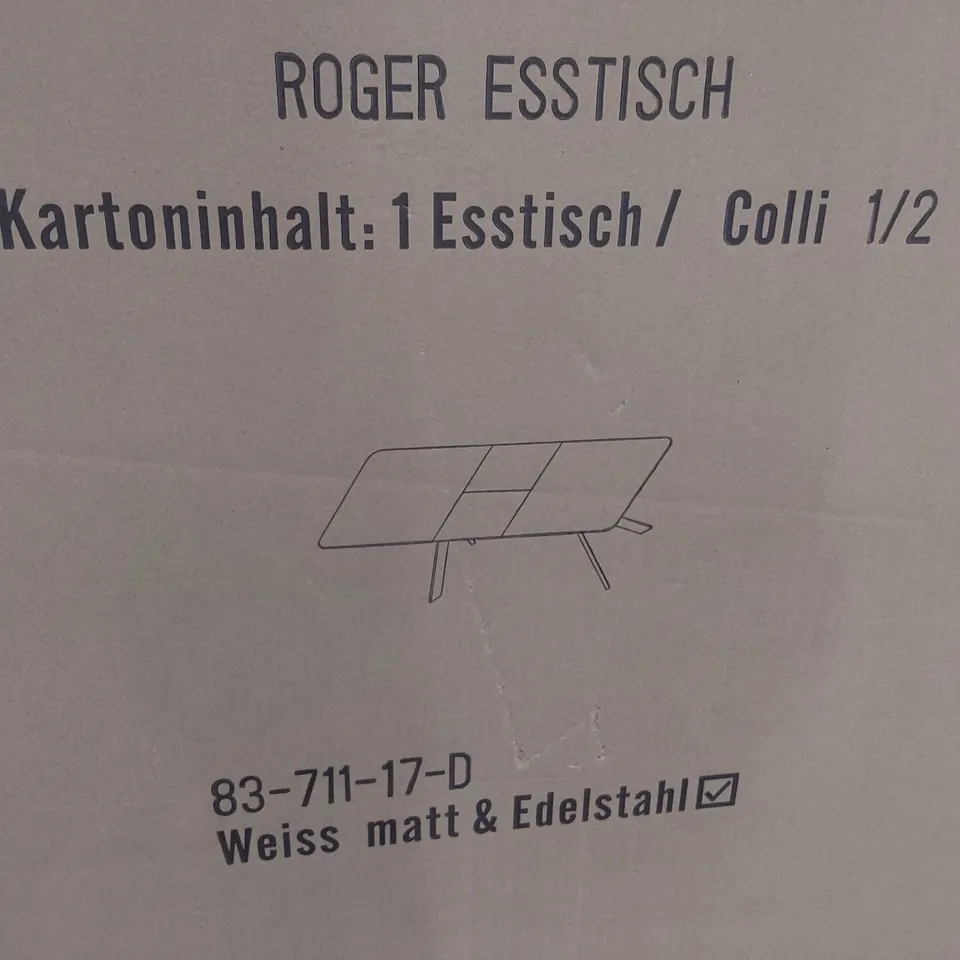 ROGER ESSTISCH
Kartoninhalt: 1 Esstisch / Colli 1/2
83-711-17-D
Weiss matt & Edelstahl ☑